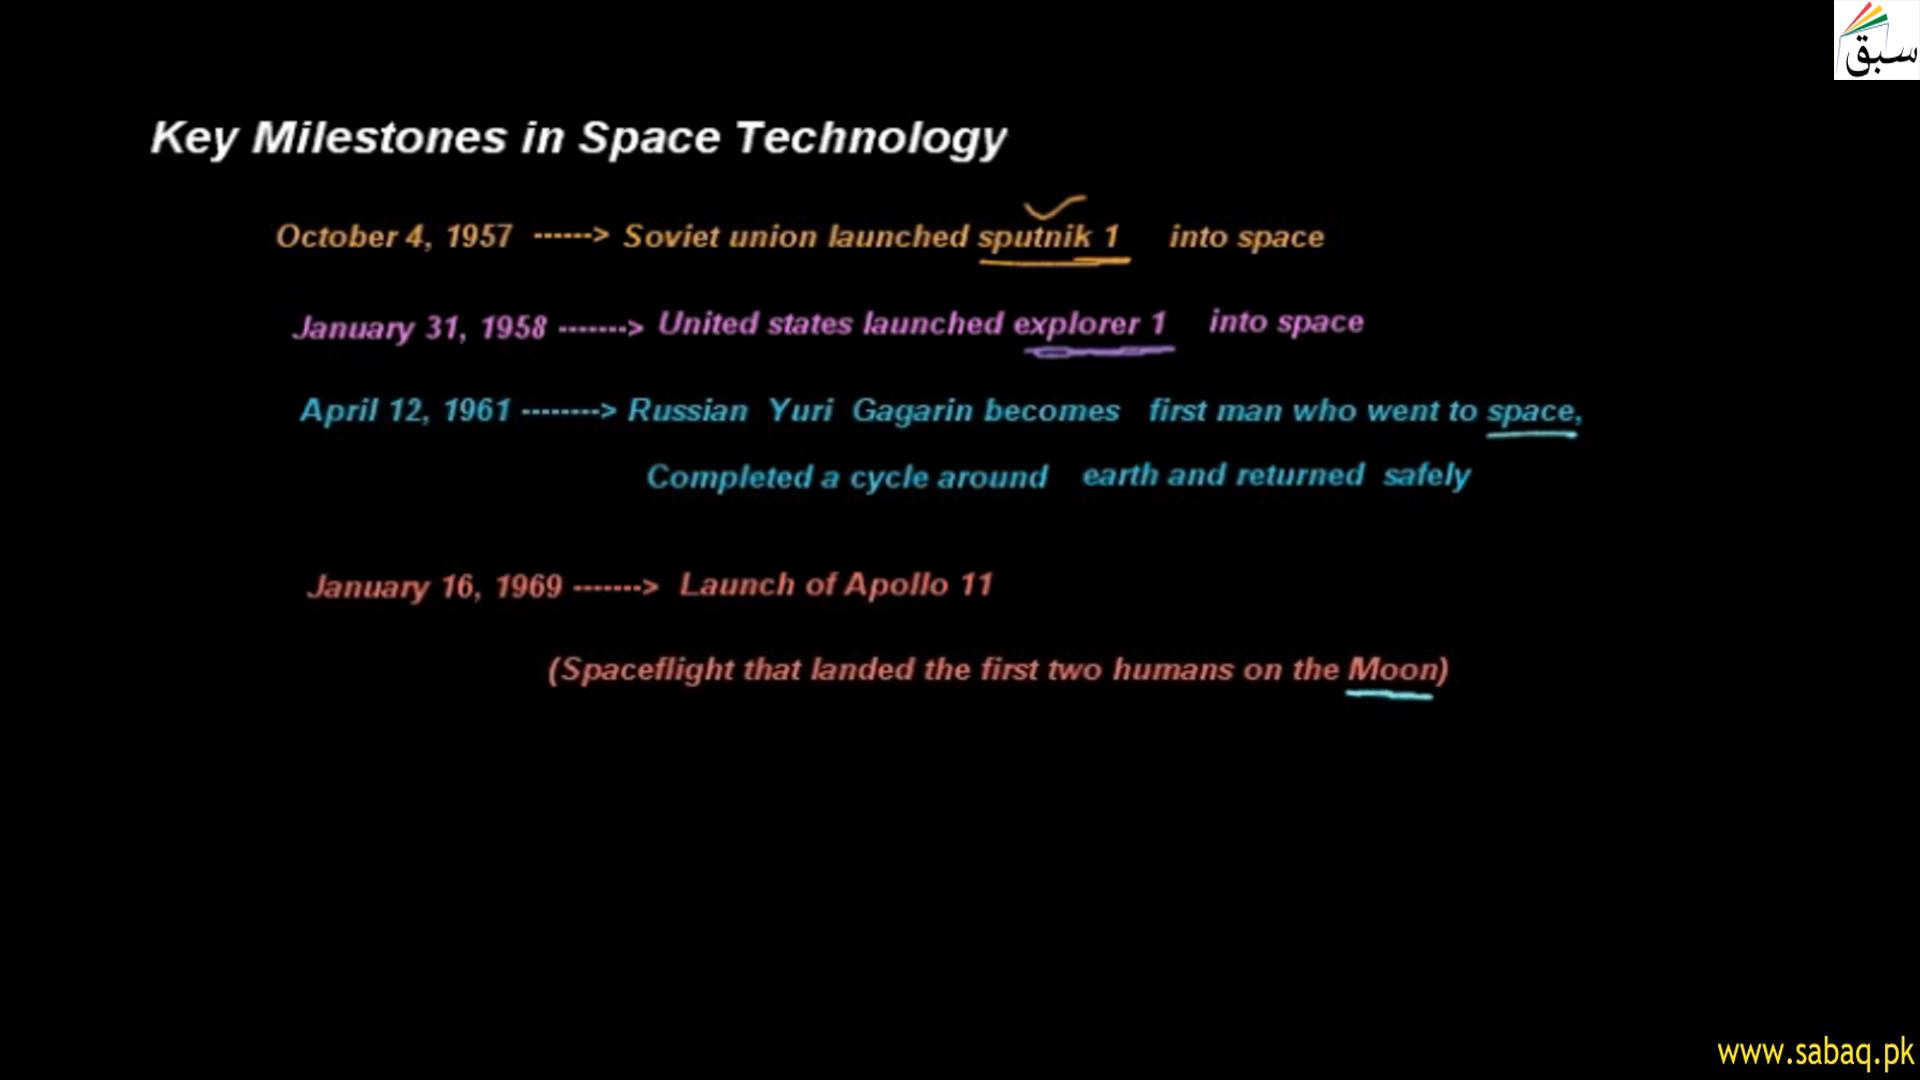 سبق
Key Milestones in Space Technology
October 4, 1957 ------> Soviet union launched sputnik 1 into space
January 31, 1958 -------> United states launched explorer 1 into space
April 12, 1961 --------> Russian Yuri Gagarin becomes first man who went to space,
Completed a cycle around earth and returned safely
January 16, 1969 -------> Launch of Apollo 11
(Spaceflight that landed the first two humans on the Moon)
www.sabaq.pk